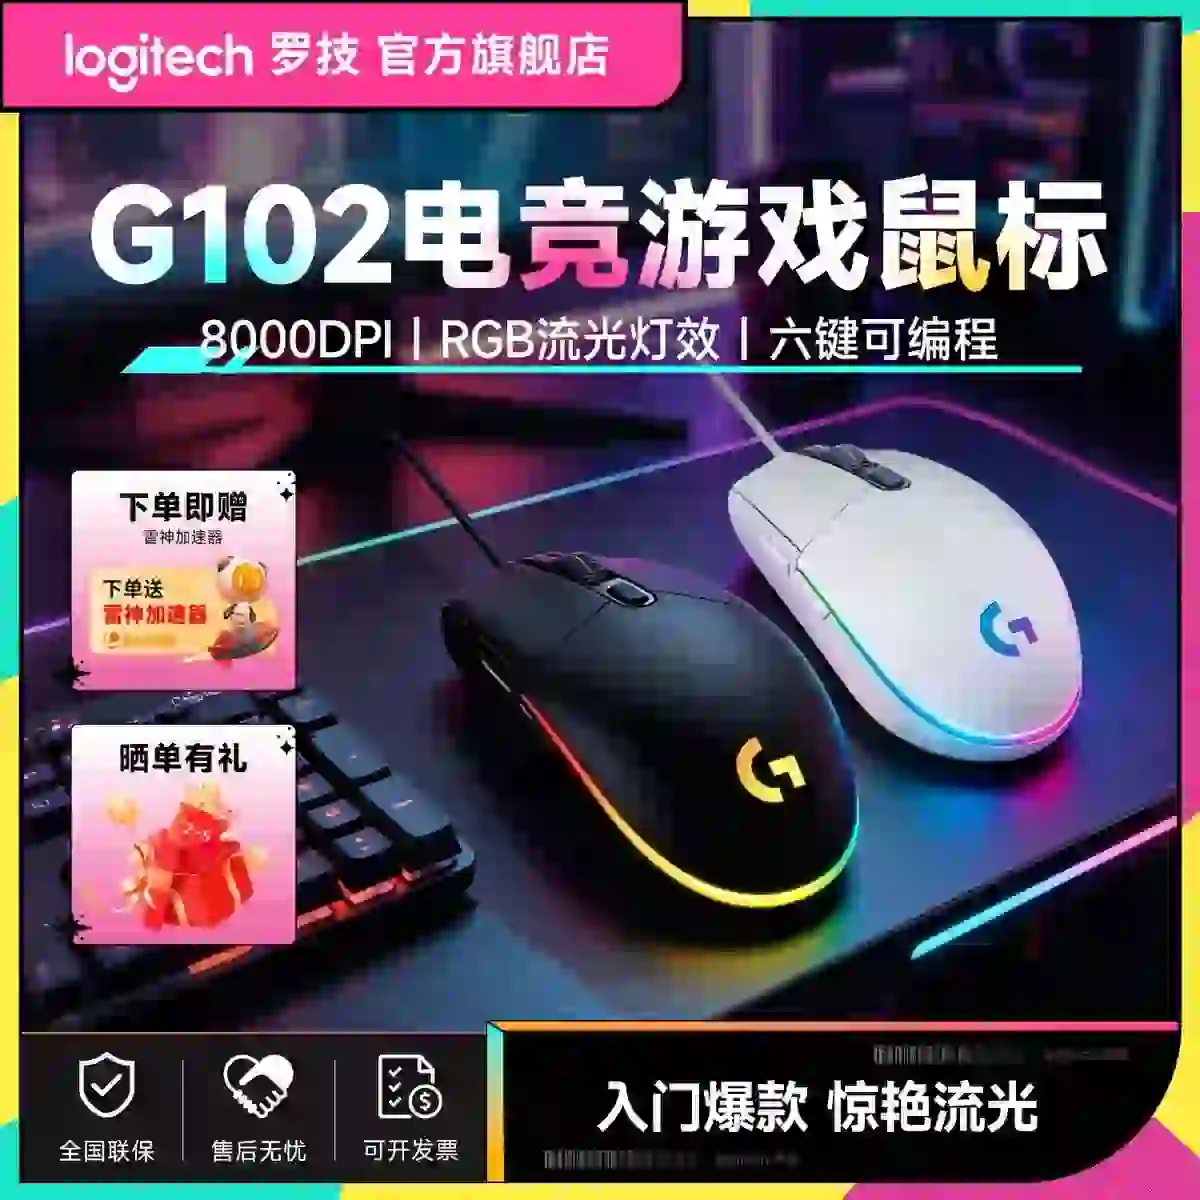 logitech 罗技 官方旗舰店
G102电竞游戏鼠标
8000DPI | RGB流光灯效 | 六键可编程
下单即赠
雷神加速器
下单送
雷神加速器
晒单有礼
全国联保
售后无忧
可开发票
入门爆款 惊艳流光